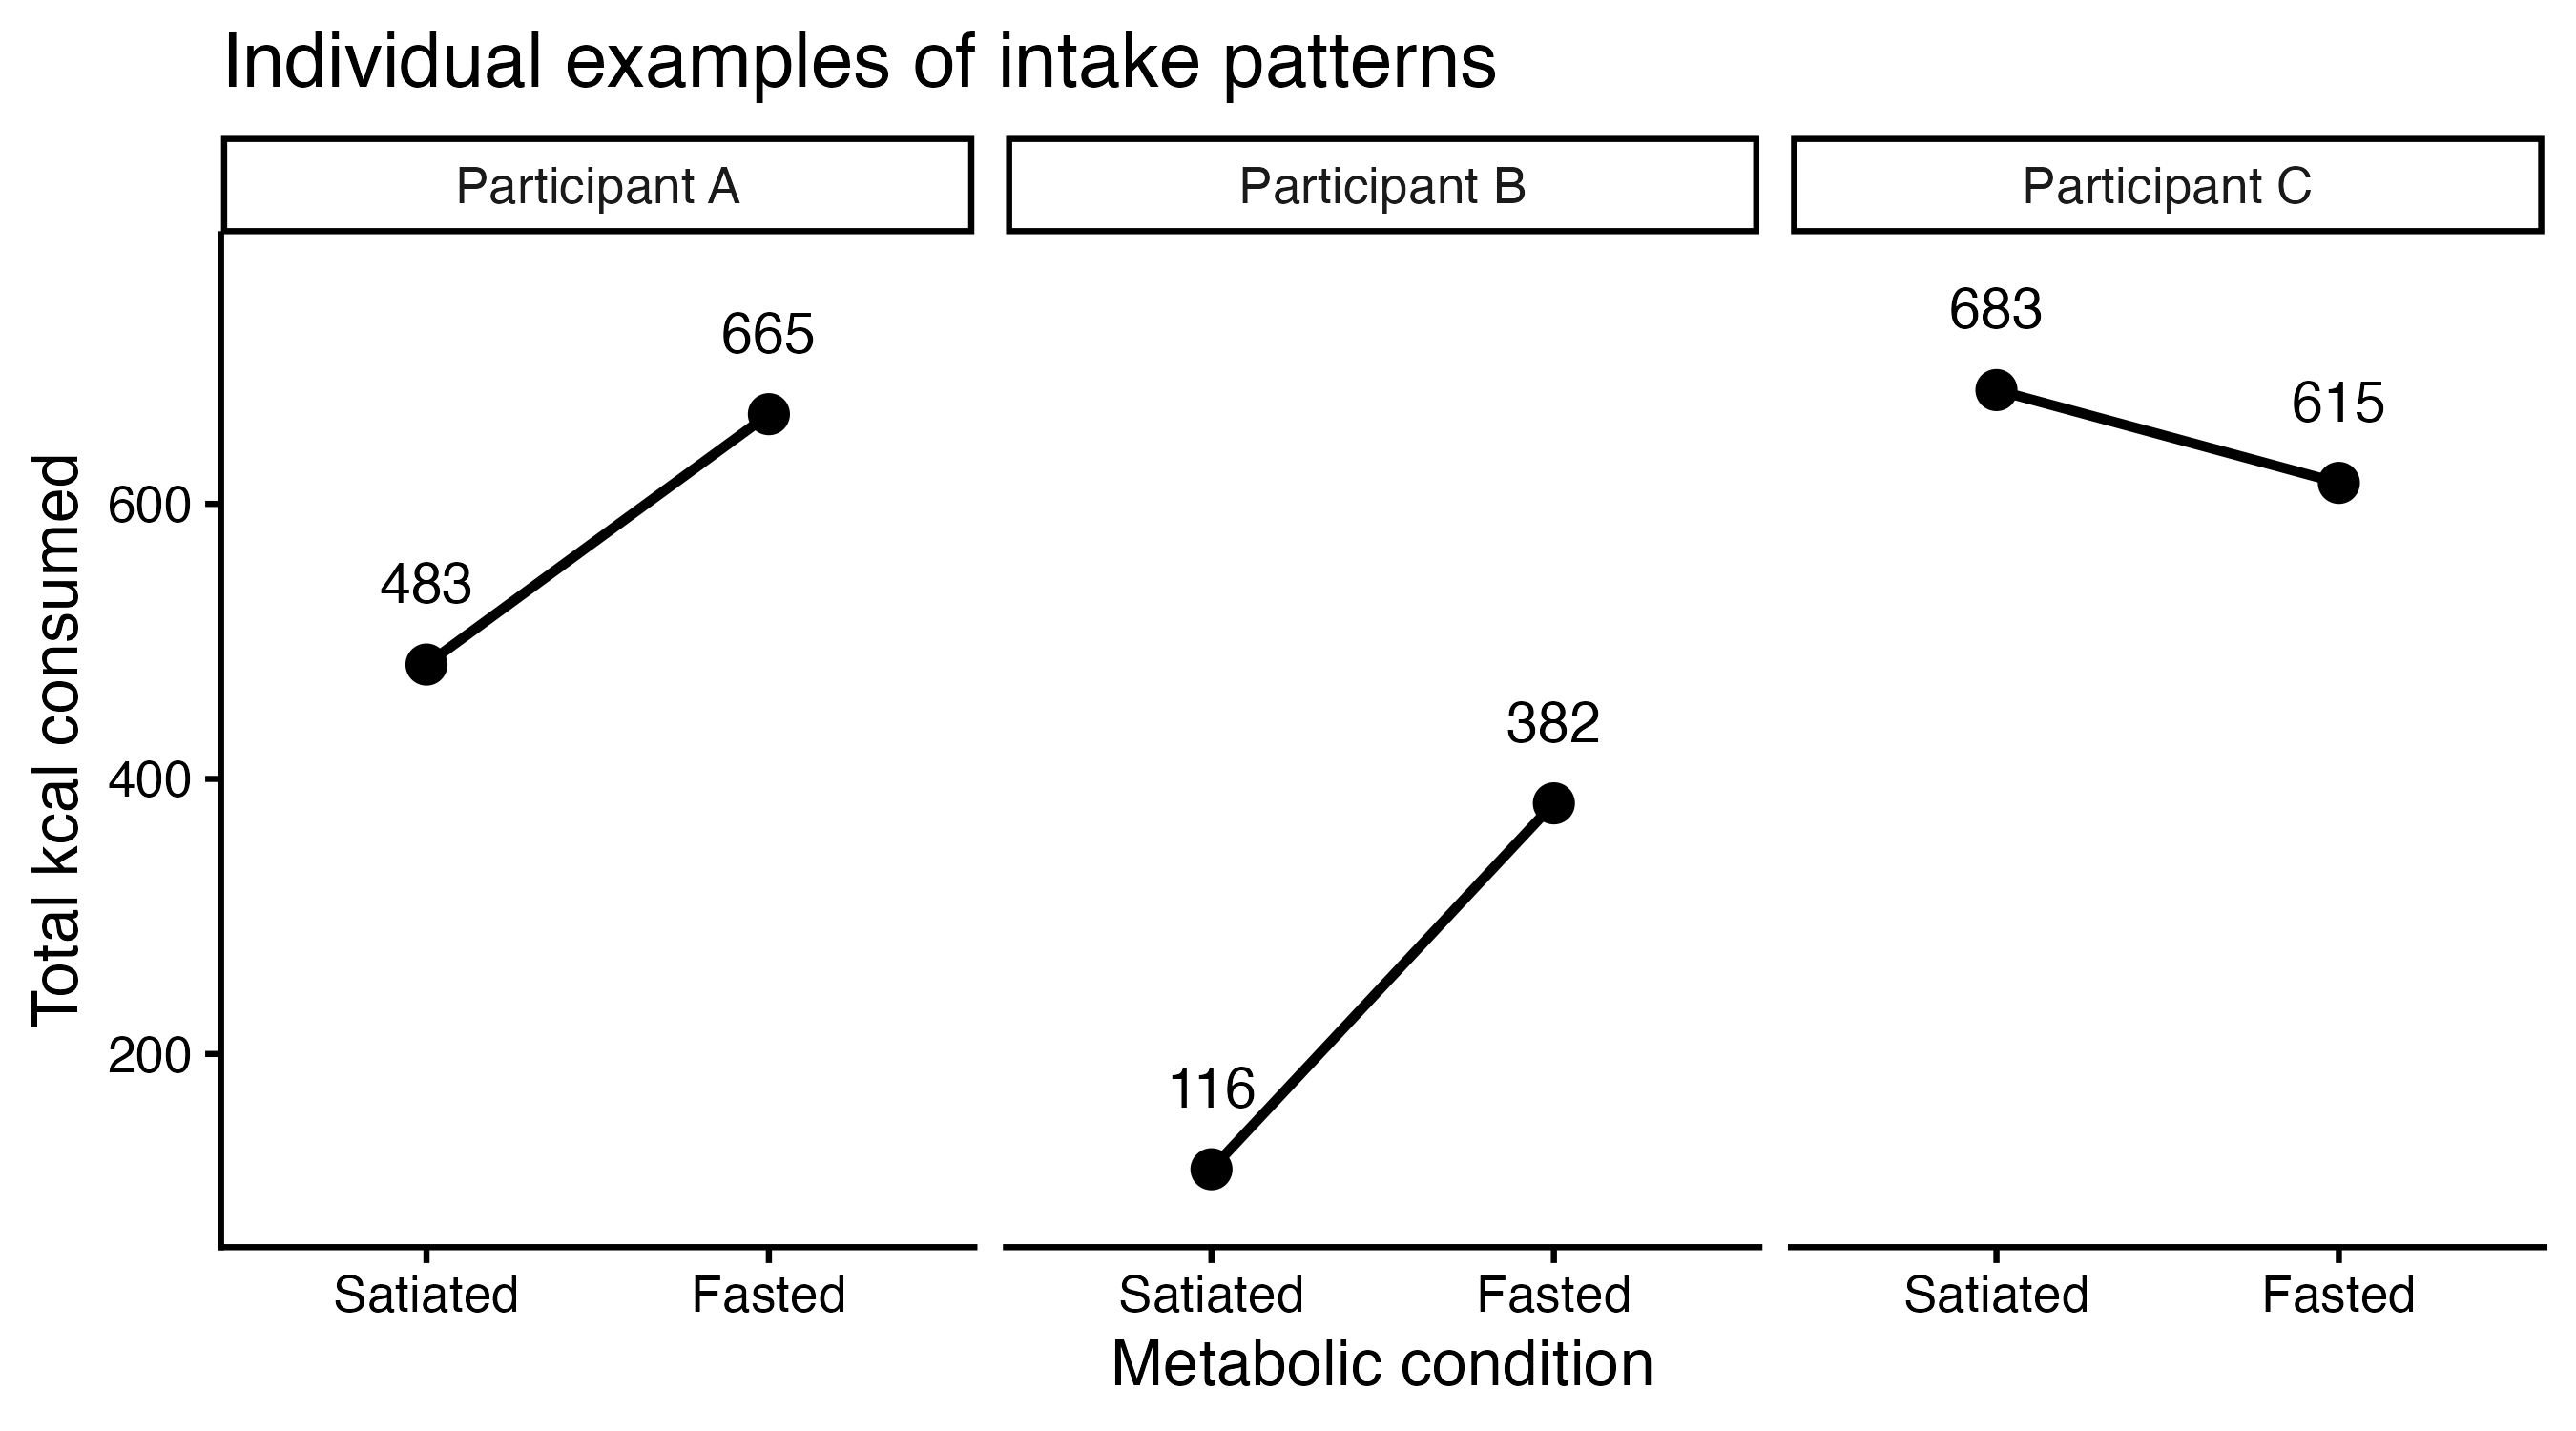 Individual examples of intake patterns
Participant A
Participant B
Participant C
Total kcal consumed
600
400
200
483
665
116
382
683
615
Satiated
Fasted
Satiated
Fasted
Satiated
Fasted
Metabolic condition